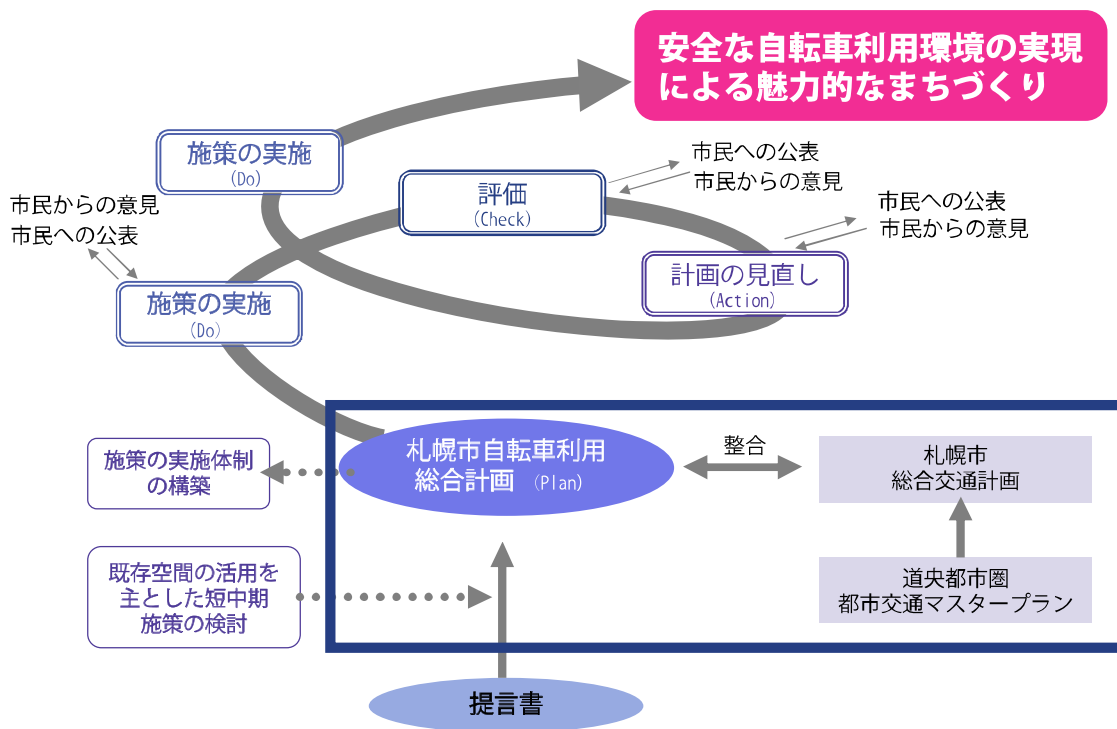 安全な自転車利用環境の実現
による魅力的なまちづくり
施策の実施
(Do)
評価
(Check)
市民への公表
市民からの意見
市民への公表
市民からの意見
市民からの意見
市民への公表
計画の見直し
(Action)
施策の実施
(Do)
札幌市自転車利用
総合計画 (Plan)
整合
札幌市
総合交通計画
施策の実施体制
の構築
既存空間の活用を
主とした短中期
施策の検討
道央都市圏
都市交通マスタープラン
提言書